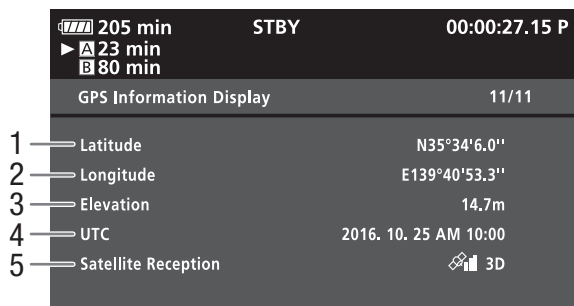 205 min STBY 00:00:27.15 P
A 23 min
B 80 min
GPS Information Display 11/11
1 Latitude N35°34'6.0''
2 Longitude E139°40'53.3''
3 Elevation 14.7m
4 UTC 2016. 10. 25 AM 10:00
5 Satellite Reception 3D